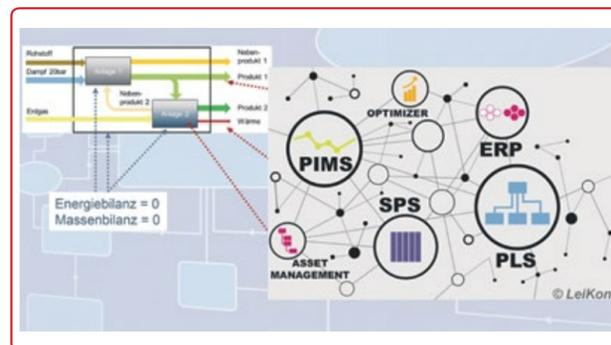 Rohstoff
Dampf 20bar
Erdgas
Anlage 1
Neben-
produkt 2
Anlage 2
Neben-
produkt 1
Produkt 1
Produkt 2
Wärme
Energiebilanz = 0
Massenbilanz = 0
OPTIMIZER
PIMS
ERP
SPS
ASSET
MANAGEMENT
PLS
© LeiKon